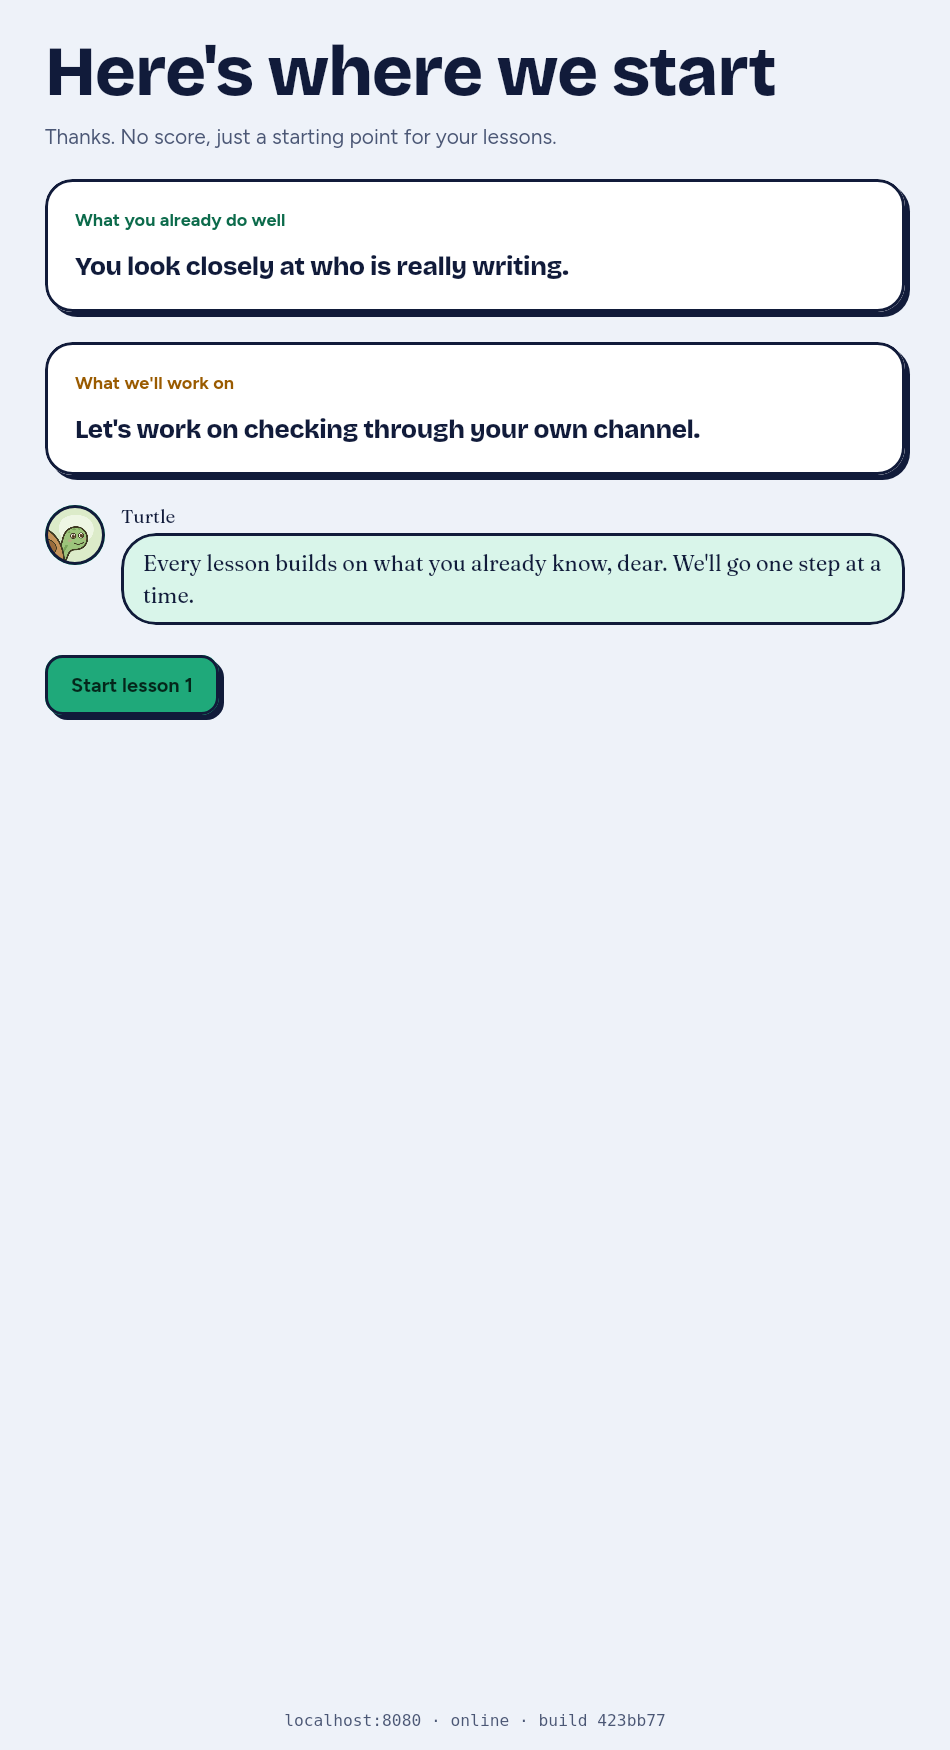 Here's where we start
Thanks. No score, just a starting point for your lessons.
What you already do well
You look closely at who is really writing.
What we'll work on
Let's work on checking through your own channel.
Turtle
Every lesson builds on what you already know, dear. We'll go one step at a
time.
Start lesson 1
localhost:8080 · online · build 423bb77